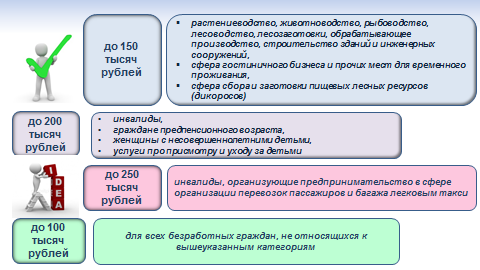 до 150
тысяч
рублей
• растениеводство, животноводство, рыбоводство,
лесоводство, лесозаготовки, обрабатывающее
производство, строительство зданий и инженерных
сооружений,
• сфера гостиничного бизнеса и прочих мест для временного
проживания,
• сфера сбора и заготовки пищевых лесных ресурсов
(дикоросов)
до 200
тысяч
рублей
• инвалиды,
• граждане предпенсионного возраста,
• женщины с несовершеннолетними детьми,
• услуги про присмотру и уходу за детьми
IDEA
до 250
тысяч
рублей
инвалиды, организующие предпринимательство в сфере
организации перевозок пассажиров и багажа легковым такси
до 100
тысяч
рублей
для всех безработных граждан, не относящихся к
вышеуказанным категориям